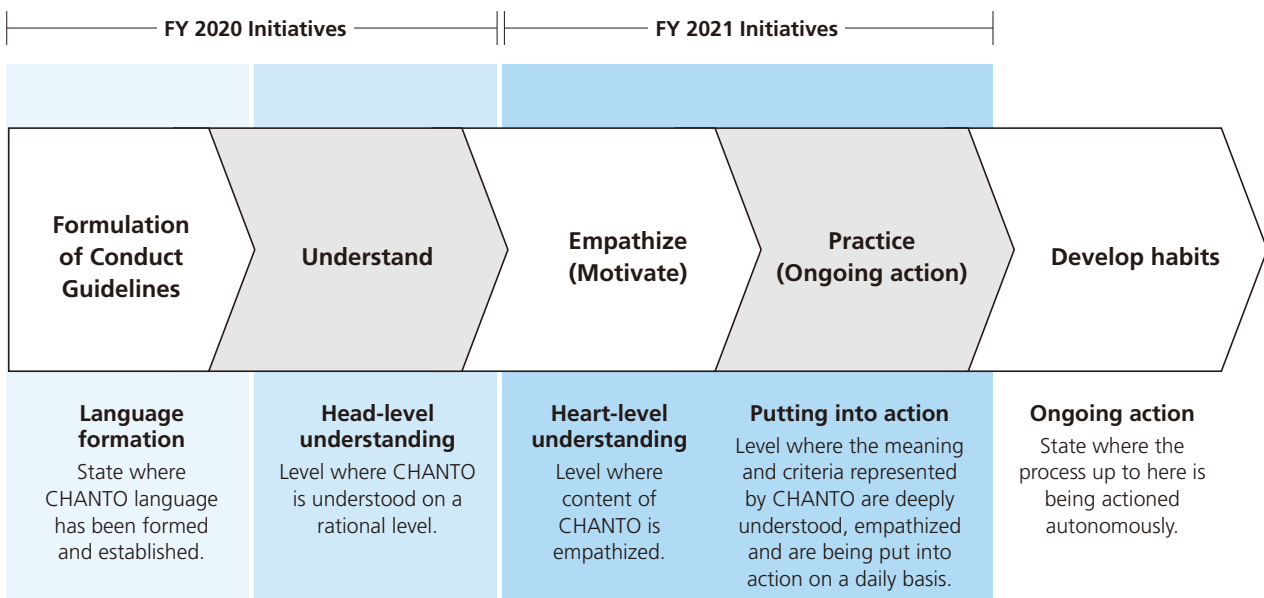 FY 2020 Initiatives
FY 2021 Initiatives
Formulation
of Conduct
Guidelines
Understand
Empathize
(Motivate)
Practice
(Ongoing action)
Develop habits
Language
formation
State where
CHANTO language
has been formed
and established.
Head-level
understanding
Level where CHANTO
is understood on a
rational level.
Heart-level
understanding
Level where
content of
CHANTO is
empathized.
Putting into action
Level where the meaning
and criteria represented
by CHANTO are deeply
understood, empathized
and are being put into
action on a daily basis.
Ongoing action
State where the
process up to here is
being actioned
autonomously.